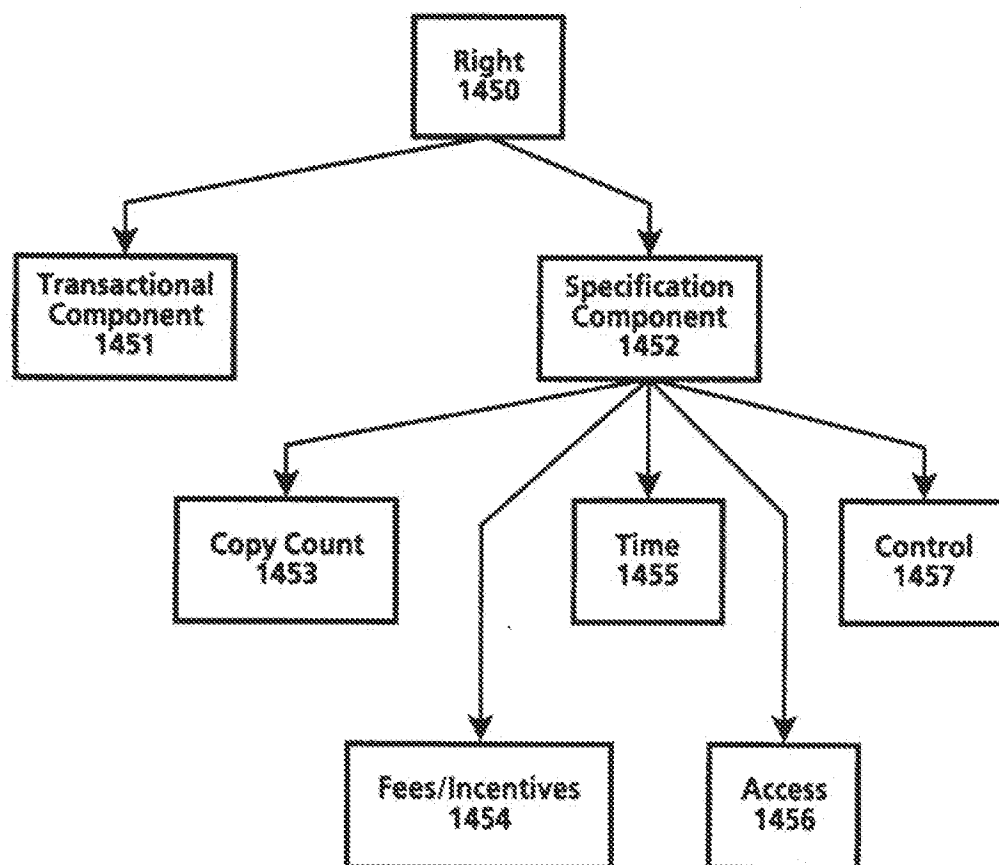 Right
1450
Transactional
Component
1451
Specification
Component
1452
Copy Count
1453
Time
1455
Control
1457
Fees/Incentives
1454
Access
1456